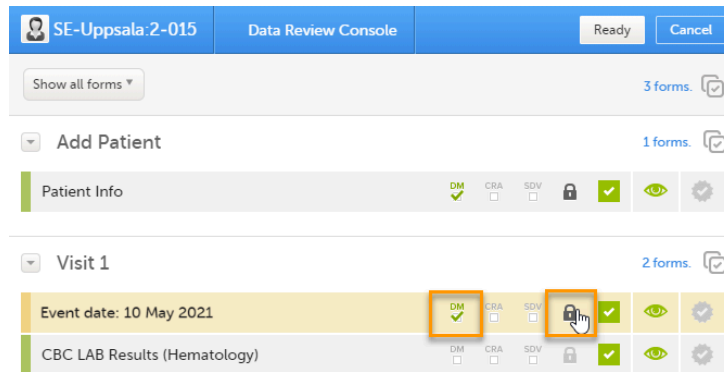 SE-Uppsala:2-015 Data Review Console Ready Cancel
Show all forms 3 forms.
Add Patient 1 forms.
Patient Info DM CRA SDV
Visit 1 2 forms.
Event date: 10 May 2021 DM CRA SDV
CBC LAB Results (Hematology) DM CRA SDV